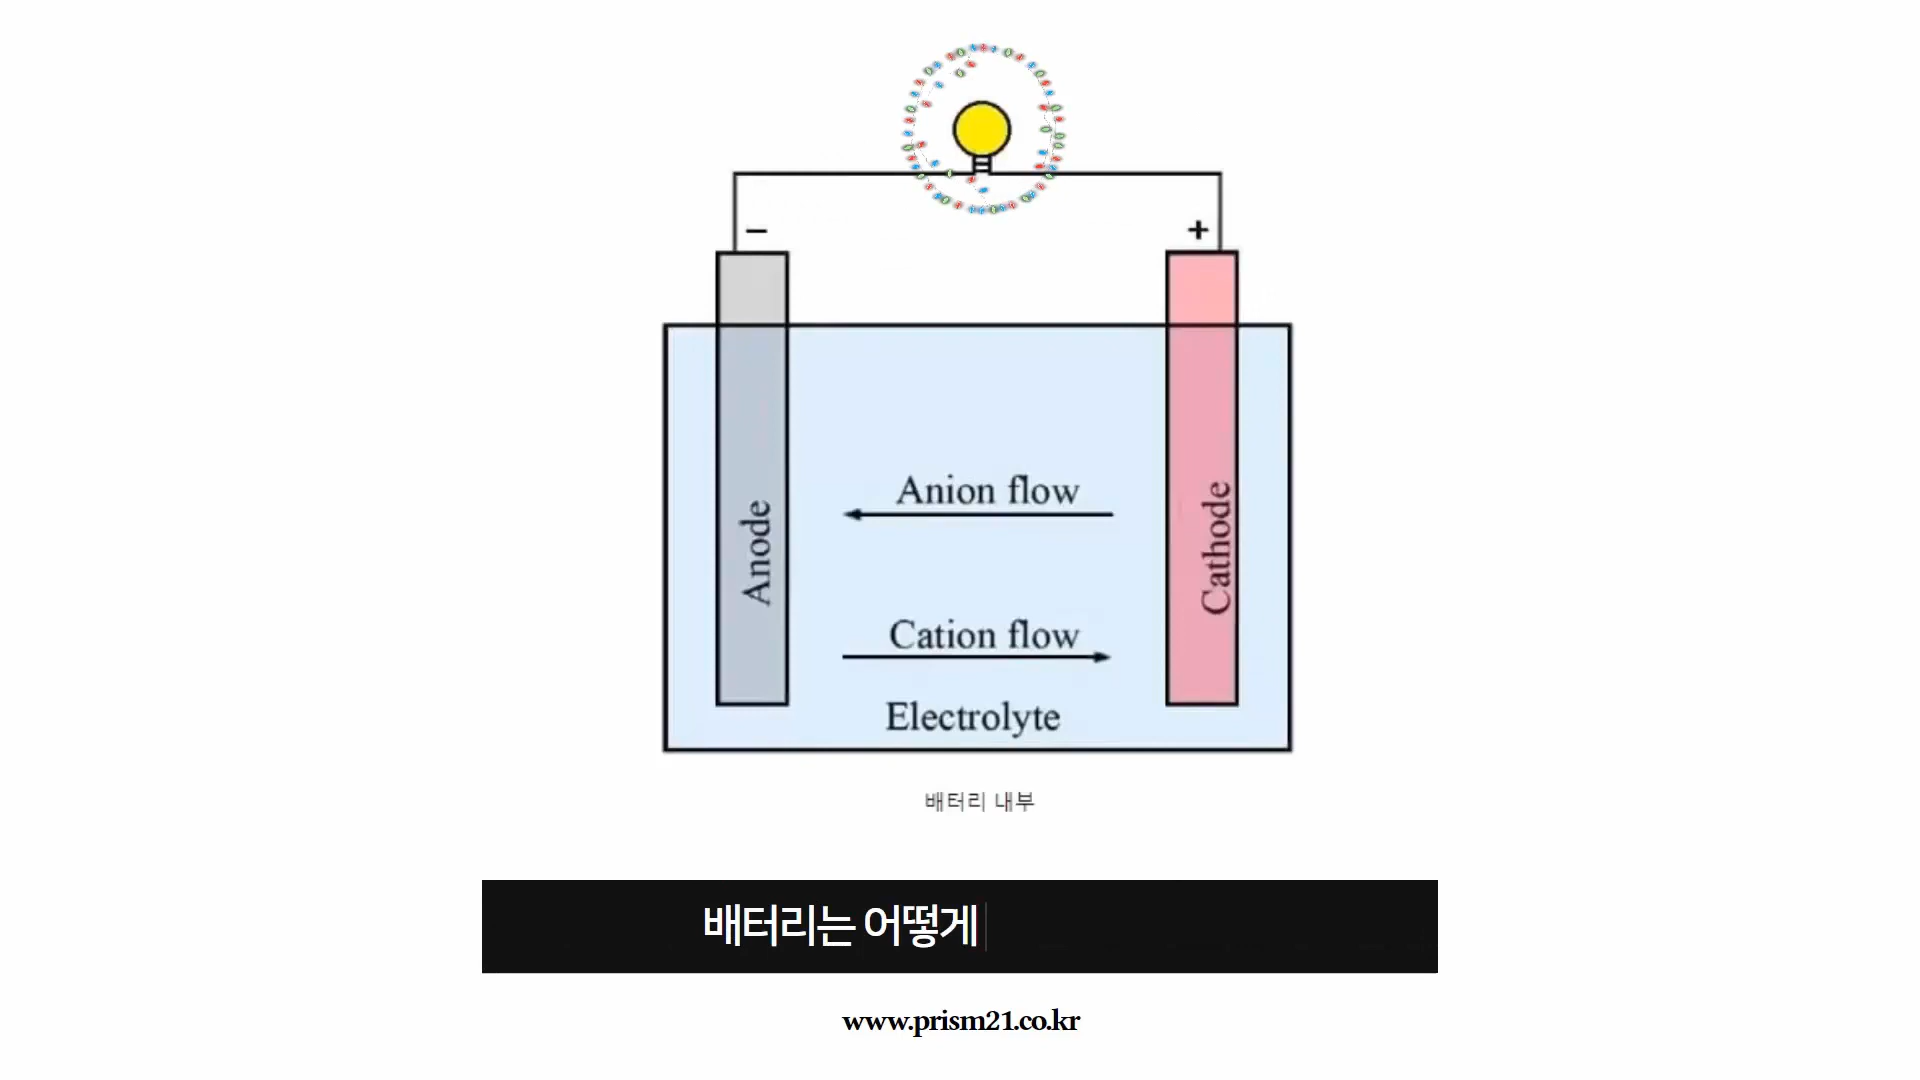 −
+
Anode
Cathode
Anion flow
Cation flow
Electrolyte
배터리 내부
배터리는 어떻게
www.prism21.co.kr